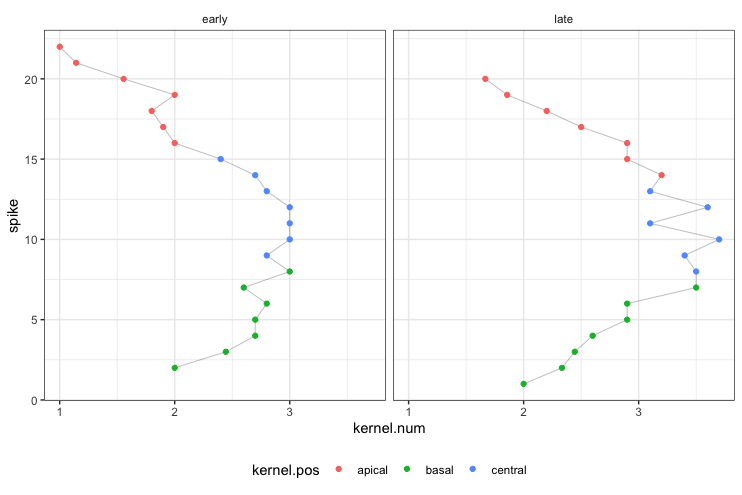 early late
20
15
10
5
0
spike
1 2 3 1 2 3
kernel.num
kernel.pos apical basal central